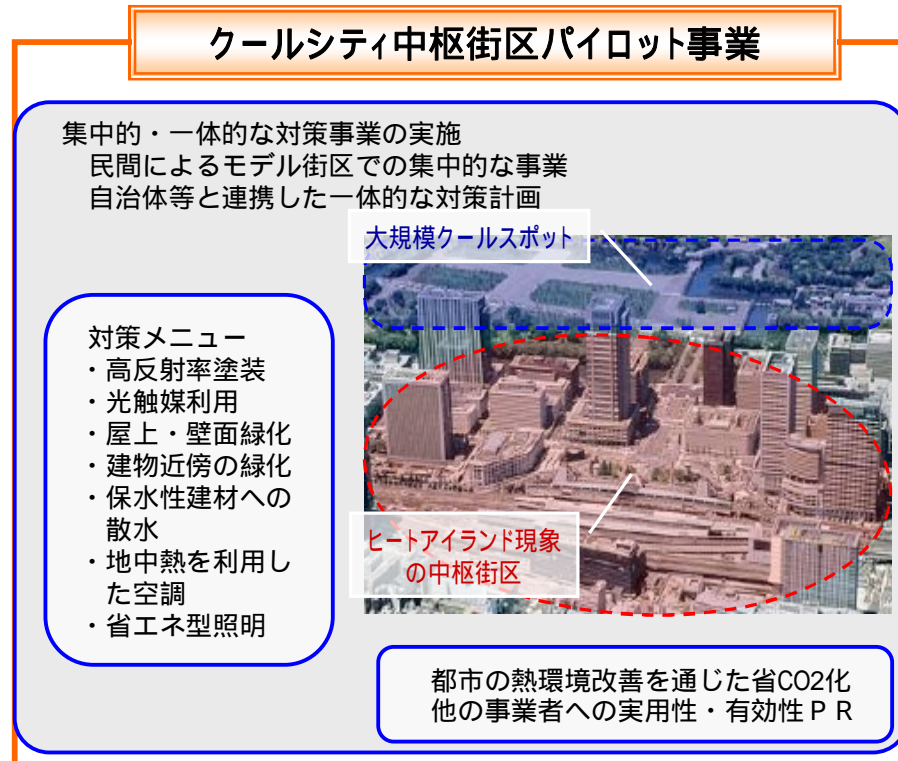 クールシティ中枢街区パイロット事業
集中的・一体的な対策事業の実施
民間によるモデル街区での集中的な事業
自治体等と連携した一体的な対策計画
大規模クールスポット
対策メニュー
・高反射率塗装
・光触媒利用
・屋上・壁面緑化
・建物近傍の緑化
・保水性建材への
散水
・地中熱を利用し
た空調
・省エネ型照明
ヒートアイランド現象
の中枢街区
都市の熱環境改善を通じた省CO2化
他の事業者への実用性・有効性ＰＲ